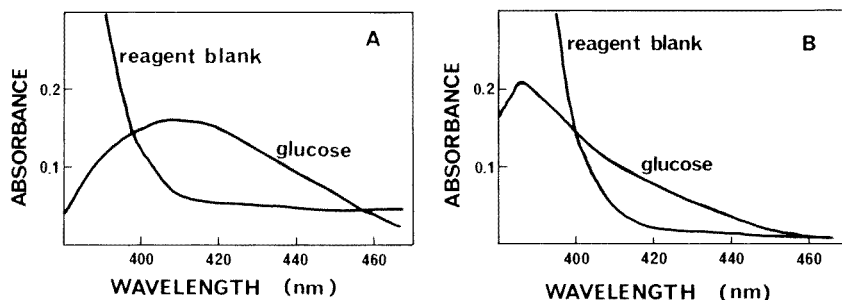 A
reagent blank
glucose
ABSORBANCE
0.2
0.1
400
420
440
460
WAVELENGTH (nm)
B
reagent blank
glucose
ABSORBANCE
0.2
0.1
400
420
440
460
WAVELENGTH (nm)